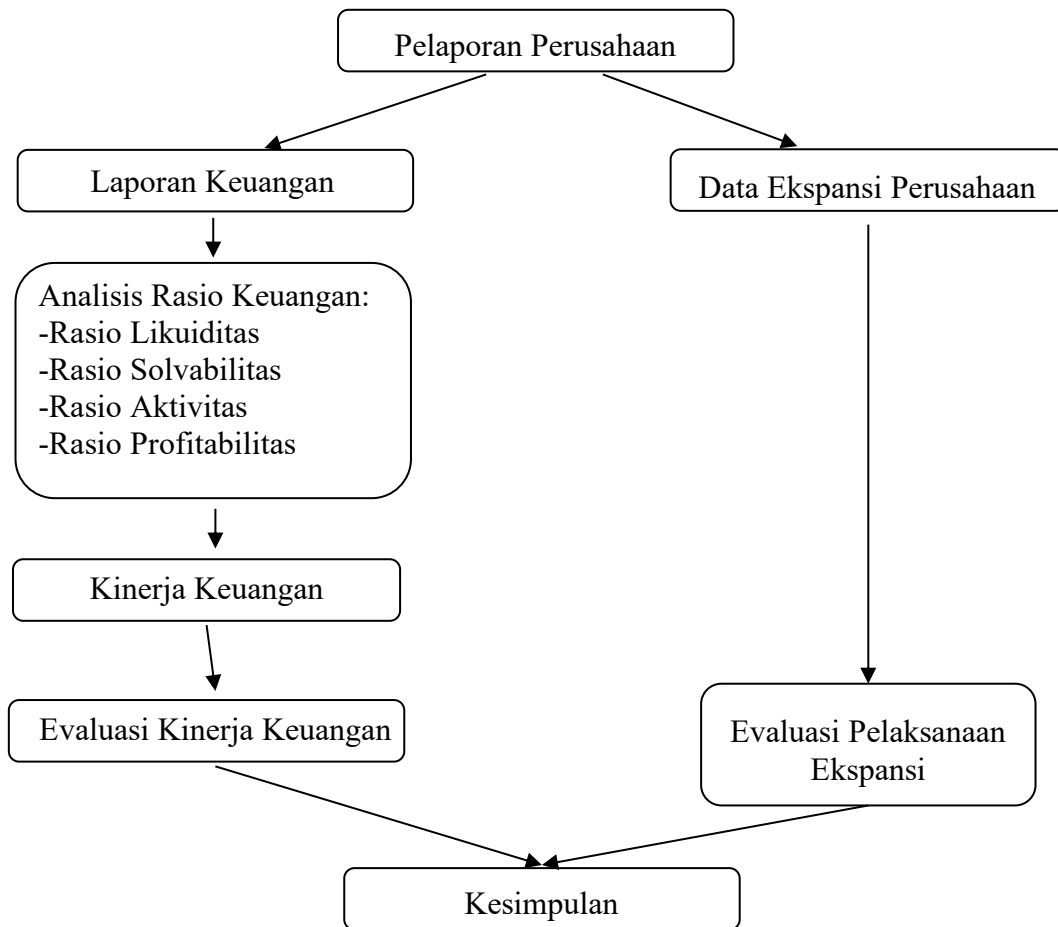 Pelaporan Perusahaan
Laporan Keuangan
Data Ekspansi Perusahaan
Analisis Rasio Keuangan:
-Rasio Likuiditas
-Rasio Solvabilitas
-Rasio Aktivitas
-Rasio Profitabilitas
Kinerja Keuangan
Evaluasi Kinerja Keuangan
Evaluasi Pelaksanaan
Ekspansi
Kesimpulan